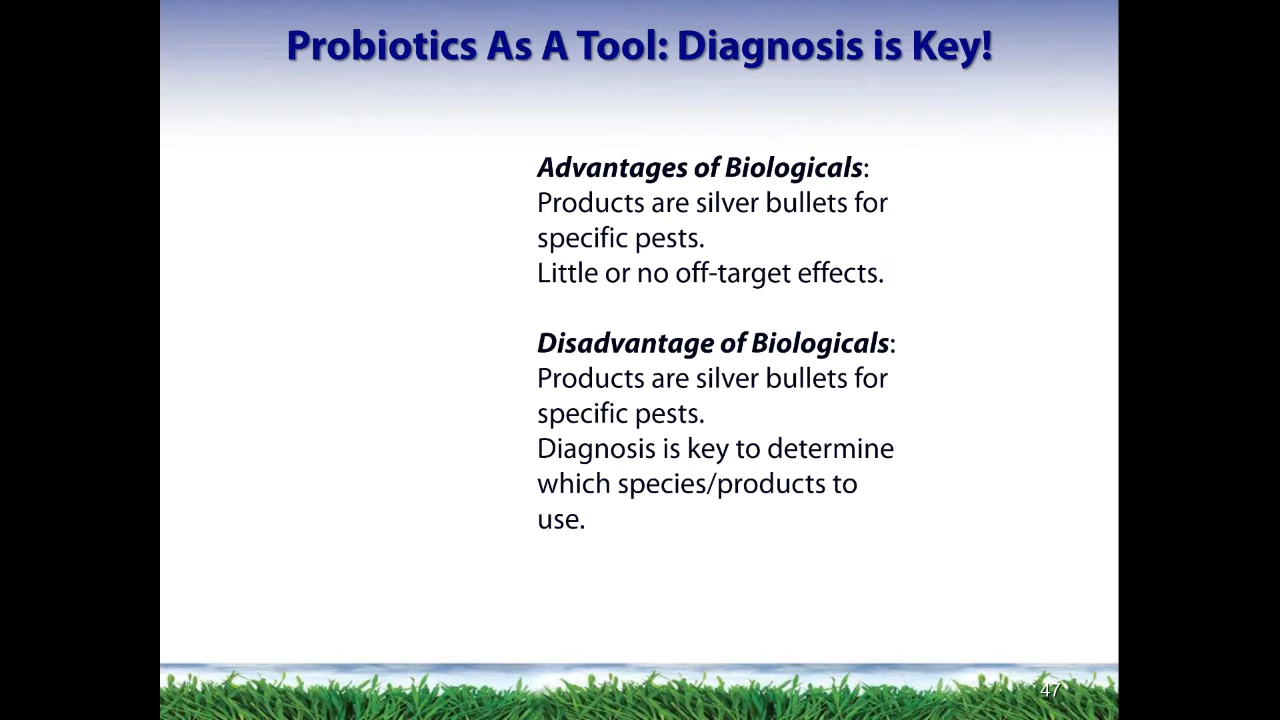 Probiotics As A Tool: Diagnosis is Key!
Advantages of Biologicals:
Products are silver bullets for
specific pests.
Little or no off-target effects.
Disadvantage of Biologicals:
Products are silver bullets for
specific pests.
Diagnosis is key to determine
which species/products to
use.
47